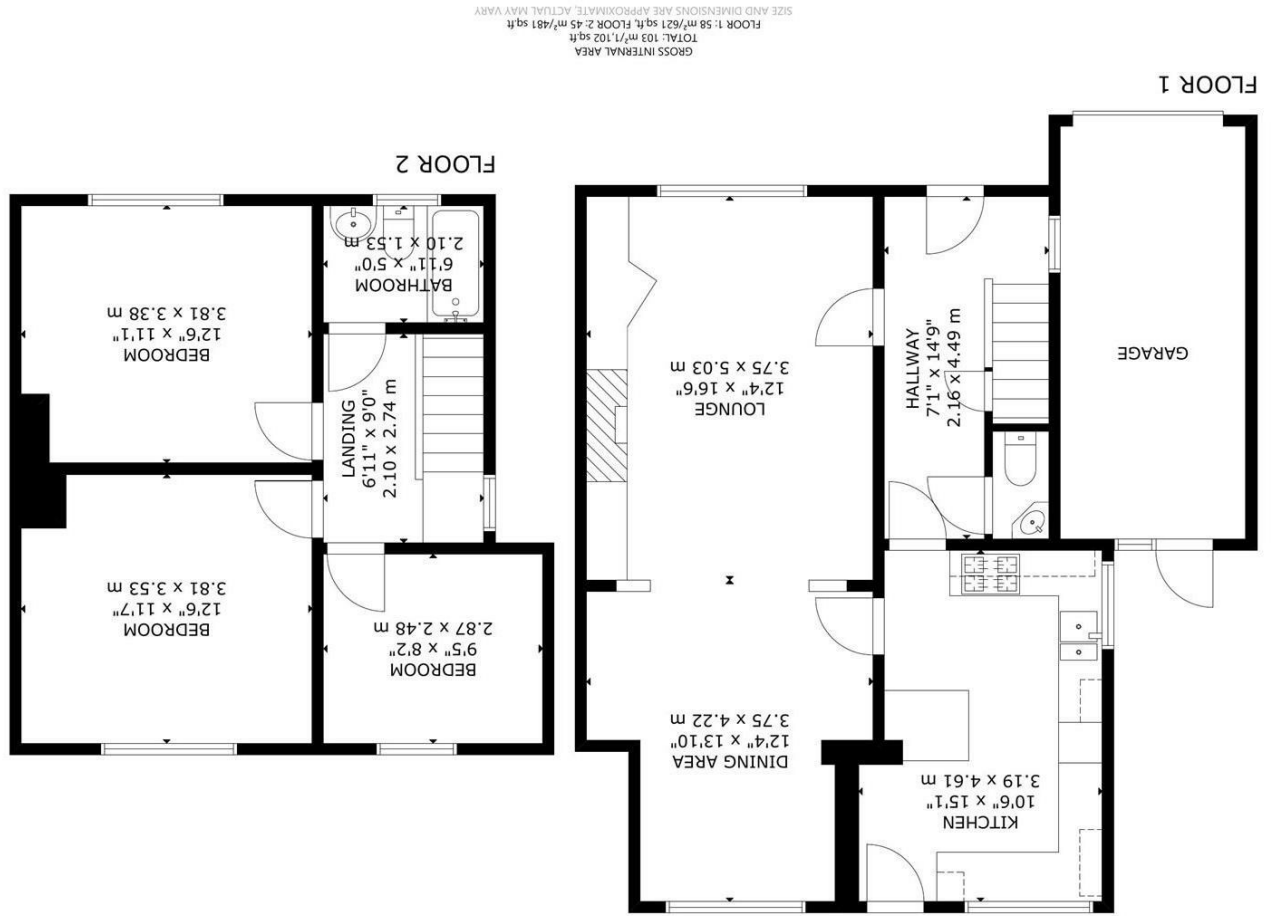 FLOOR 1
GARAGE
HALLWAY
7'1" x 14'9"
2.16 x 4.49 m
LOUNGE
12'4" x 16'6"
3.75 x 5.03 m
KITCHEN
10'6" x 15'1"
3.19 x 4.61 m
DINING AREA
12'4" x 13'10"
3.75 x 4.22 m
FLOOR 2
BEDROOM
9'5" x 8'2"
2.87 x 2.48 m
BEDROOM
12'6" x 11'7"
3.81 x 3.53 m
LANDING
6'11" x 9'0"
2.10 x 2.74 m
BATHROOM
6'11" x 5'0"
2.10 x 1.53 m
BEDROOM
12'6" x 11'1"
3.81 x 3.38 m
GROSS INTERNAL AREA
TOTAL: 103 m²/1,102 sq.ft
FLOOR 1: 58 m²/621 sq.ft, FLOOR 2: 45 m²/481 sq.ft
SIZE AND DIMENSIONS ARE APPROXIMATE, ACTUAL MAY VARY